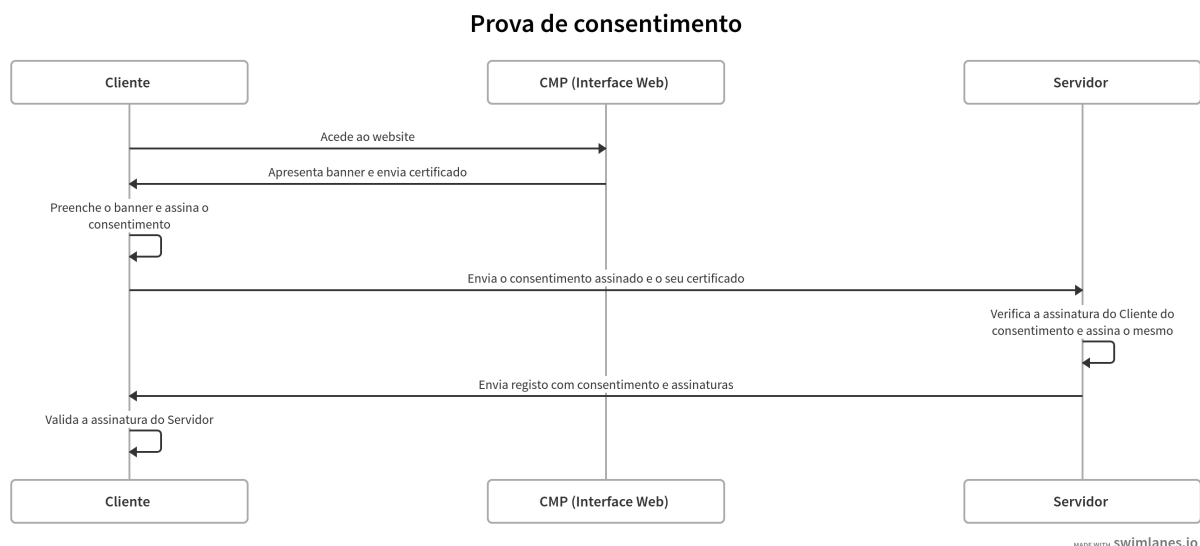 Prova de consentimento
Cliente
CMP (Interface Web)
Servidor
Acede ao website
Apresenta banner e envia certificado
Preenche o banner e assina o
consentimento
Envia o consentimento assinado e o seu certificado
Verifica a assinatura do Cliente do
consentimento e assina o mesmo
Envia registo com consentimento e assinaturas
Valida a assinatura do Servidor
Cliente
CMP (Interface Web)
Servidor
MADE WITH swimlanes.io